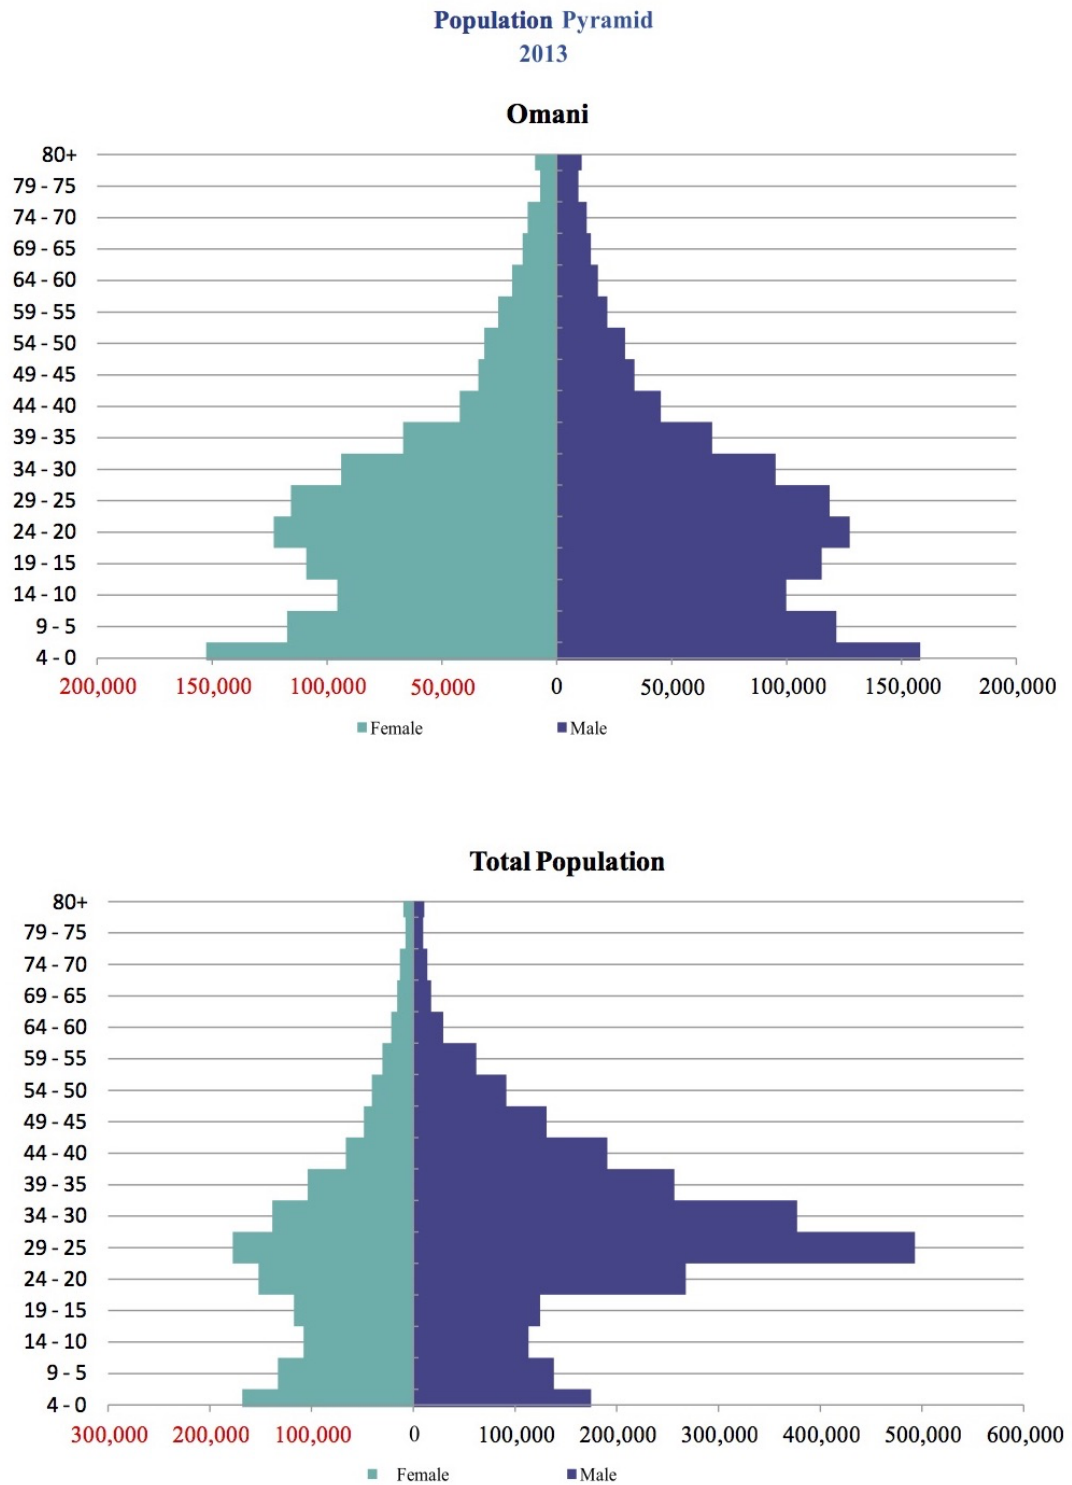 Population Pyramid
2013
Omani
80+
79 - 75
74 - 70
69 - 65
64 - 60
59 - 55
54 - 50
49 - 45
44 - 40
39 - 35
34 - 30
29 - 25
24 - 20
19 - 15
14 - 10
9 - 5
4 - 0
200,000 150,000 100,000 50,000 0 50,000 100,000 150,000 200,000
Female Male
Total Population
80+
79 - 75
74 - 70
69 - 65
64 - 60
59 - 55
54 - 50
49 - 45
44 - 40
39 - 35
34 - 30
29 - 25
24 - 20
19 - 15
14 - 10
9 - 5
4 - 0
300,000 200,000 100,000 0 100,000 200,000 300,000 400,000 500,000 600,000
Female Male